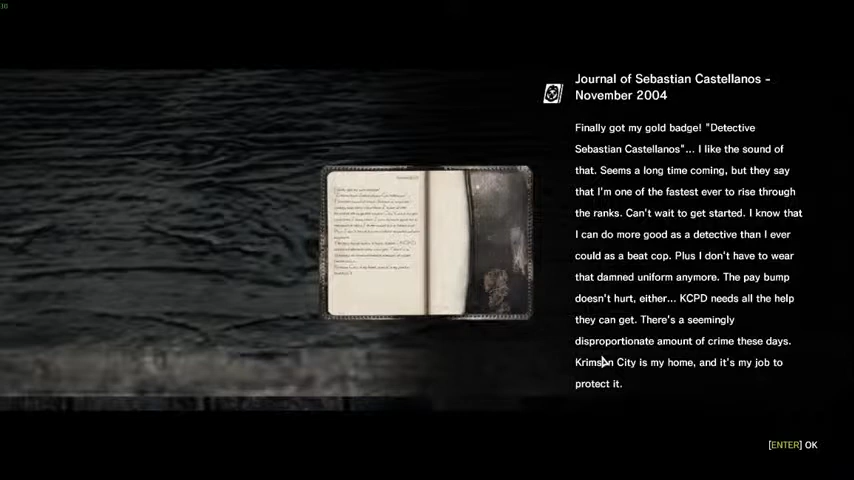 Journal of Sebastian Castellanos -
November 2004
Finally got my gold badge! "Detective
Sebastian Castellanos"... I like the sound of
that. Seems a long time coming, but they say
that I'm one of the fastest ever to rise through
the ranks. Can't wait to get started. I know that
I can do more good as a detective than I ever
could as a beat cop. Plus I don't have to wear
that damned uniform anymore. The pay bump
doesn't hurt, either... KCPD needs all the help
they can get. There's a seemingly
disproportionate amount of crime these days.
Krimson City is my home, and it's my job to
protect it.
[ENTER] OK